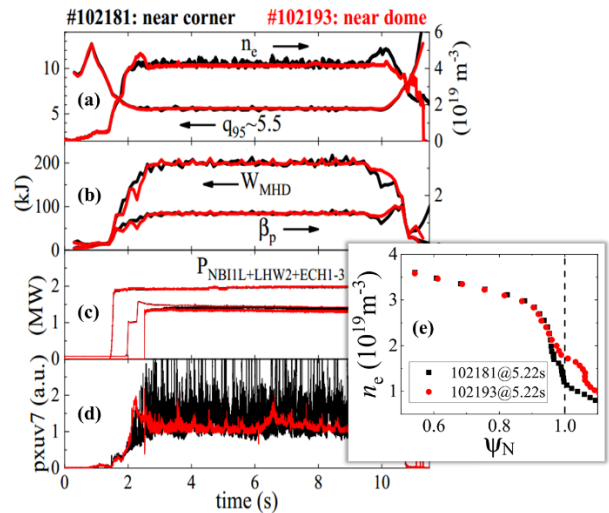 #102181: near corner #102193: near dome
10
5
n_e
(a)
q_95~5.5
6
4
2
0
(10^19 m^-3)
200
100
0
(kJ)
(b)
W_MHD
β_p
2
P_NBI1L+LHW2+ECH1-3
3
2
1
0
(MW)
(c)
2
1
0
pxuv7 (a.u.)
(d)
0 2 4 6 8 10
time (s)
4
3
2
1
n_e (10^19 m^-3)
(e)
102181@5.22s
102193@5.22s
0.6 0.8 1.0
ψ_N